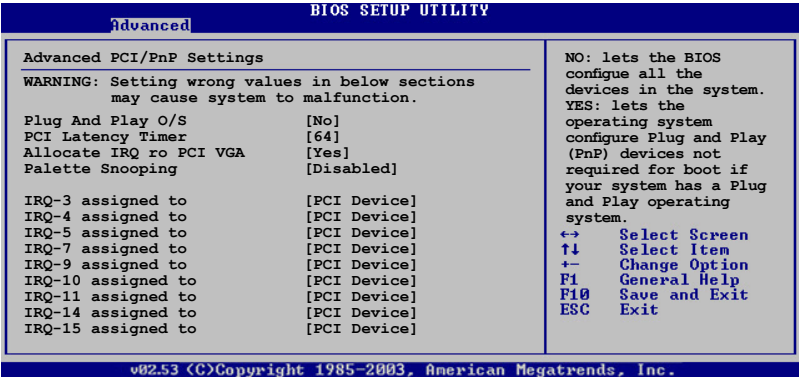 BIOS SETUP UTILITY
Advanced
Advanced PCI/PnP Settings
WARNING: Setting wrong values in below sections
may cause system to malfunction.
Plug And Play O/S [No]
PCI Latency Timer [64]
Allocate IRQ ro PCI VGA [Yes]
Palette Snooping [Disabled]
IRQ-3 assigned to [PCI Device]
IRQ-4 assigned to [PCI Device]
IRQ-5 assigned to [PCI Device]
IRQ-7 assigned to [PCI Device]
IRQ-9 assigned to [PCI Device]
IRQ-10 assigned to [PCI Device]
IRQ-11 assigned to [PCI Device]
IRQ-14 assigned to [PCI Device]
IRQ-15 assigned to [PCI Device]
NO: lets the BIOS
configue all the
devices in the system.
YES: lets the
operating system
configure Plug and Play
(PnP) devices not
required for boot if
your system has a Plug
and Play operating
system.
←→ Select Screen
↑↓ Select Item
+- Change Option
F1 General Help
F10 Save and Exit
ESC Exit
v02.53 (C)Copyright 1985-2003, American Megatrends, Inc.